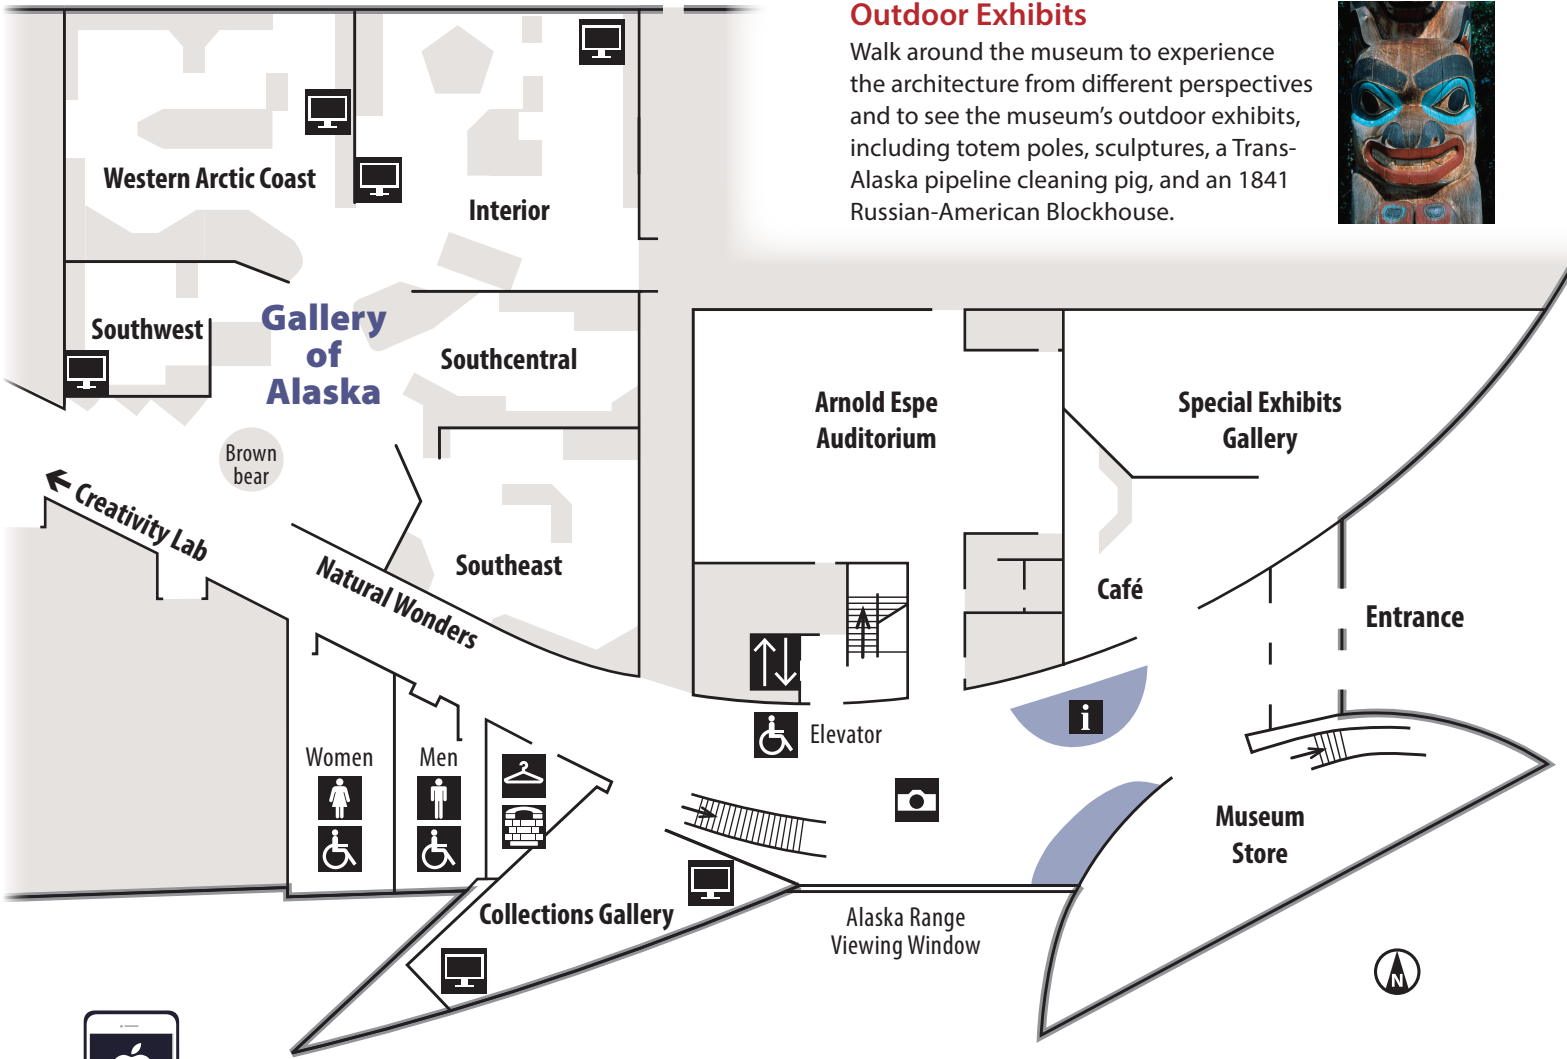 Outdoor Exhibits
Walk around the museum to experience
the architecture from different perspectives
and to see the museum’s outdoor exhibits,
including totem poles, sculptures, a Trans-
Alaska pipeline cleaning pig, and an 1841
Russian-American Blockhouse.
Western Arctic Coast
Interior
Southwest
Gallery
of
Alaska
Southcentral
Brown
bear
Creativity Lab
Natural Wonders
Southeast
Arnold Espe
Auditorium
Special Exhibits
Gallery
Café
Entrance
Women
Men
Elevator
i
Museum
Store
Collections Gallery
Alaska Range
Viewing Window
N